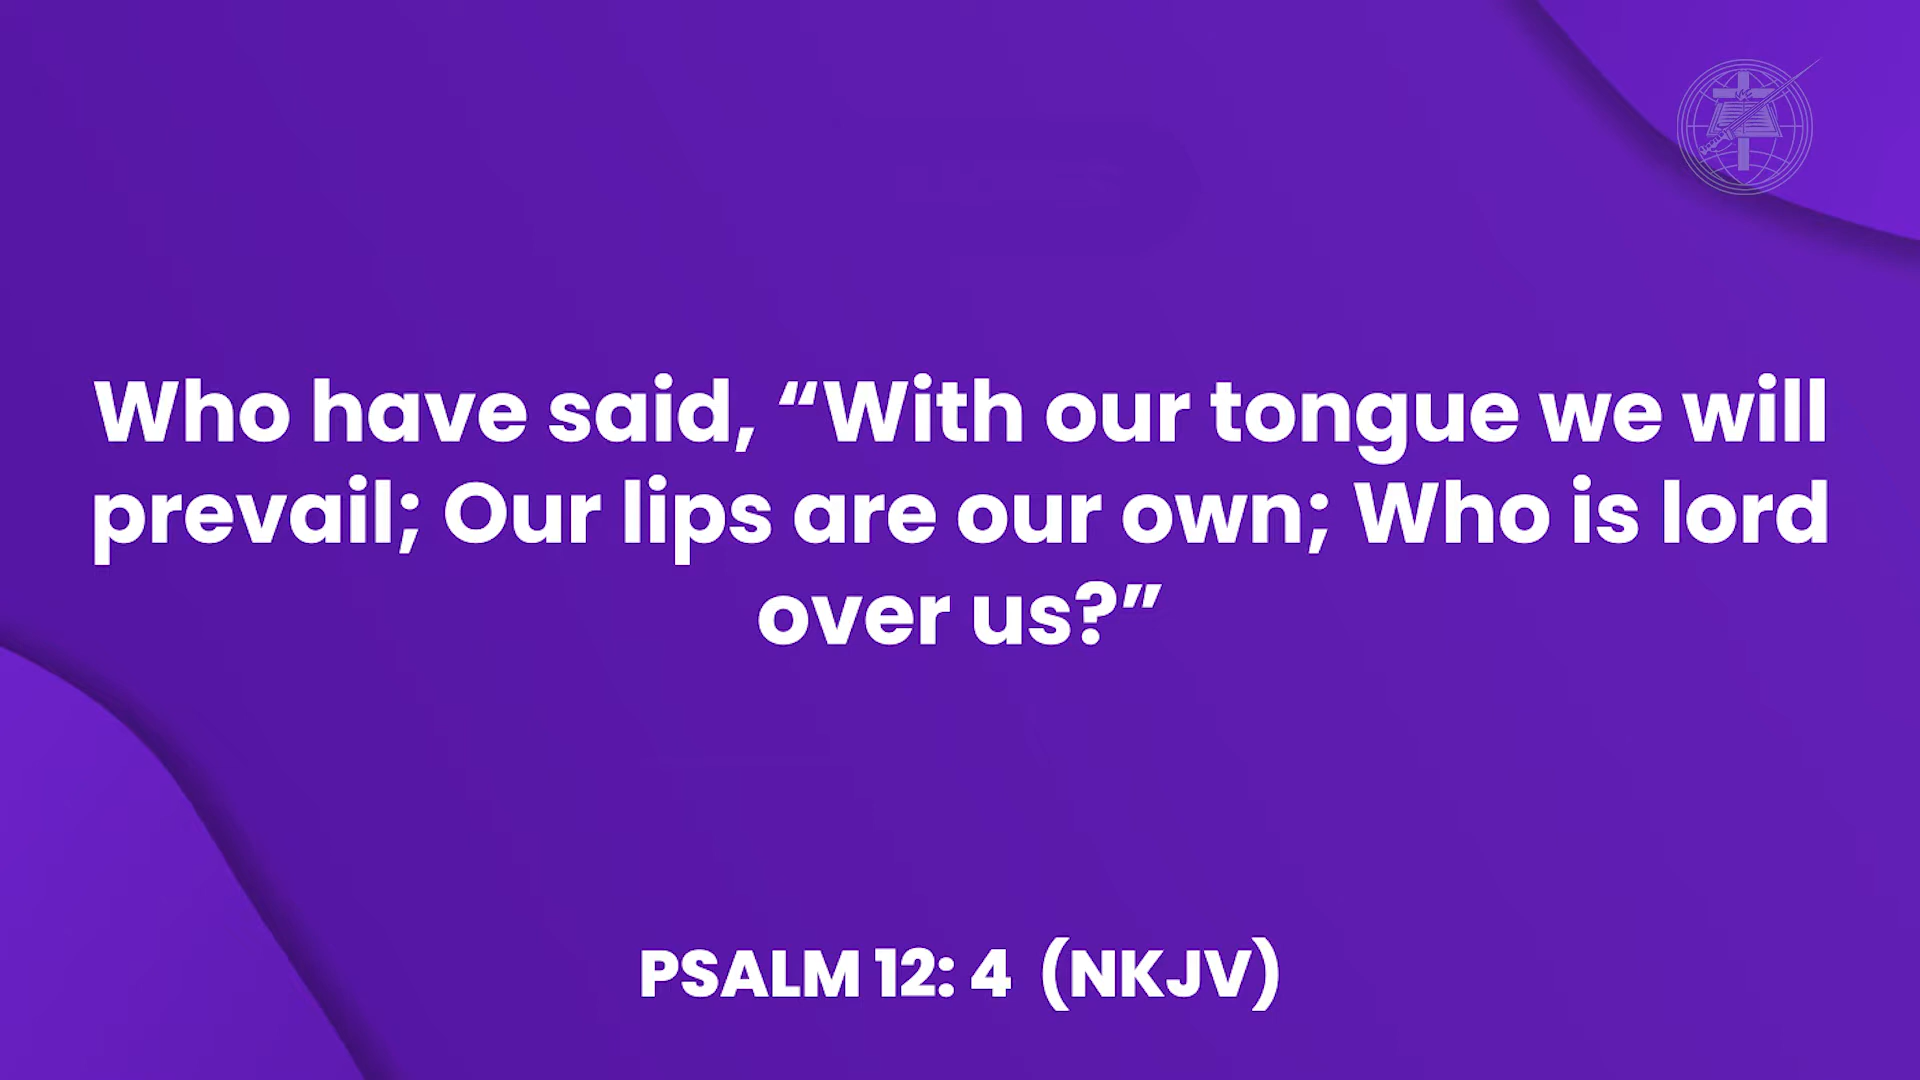 Who have said, “With our tongue we will
prevail; Our lips are our own; Who is lord
over us?”
PSALM 12: 4 (NKJV)